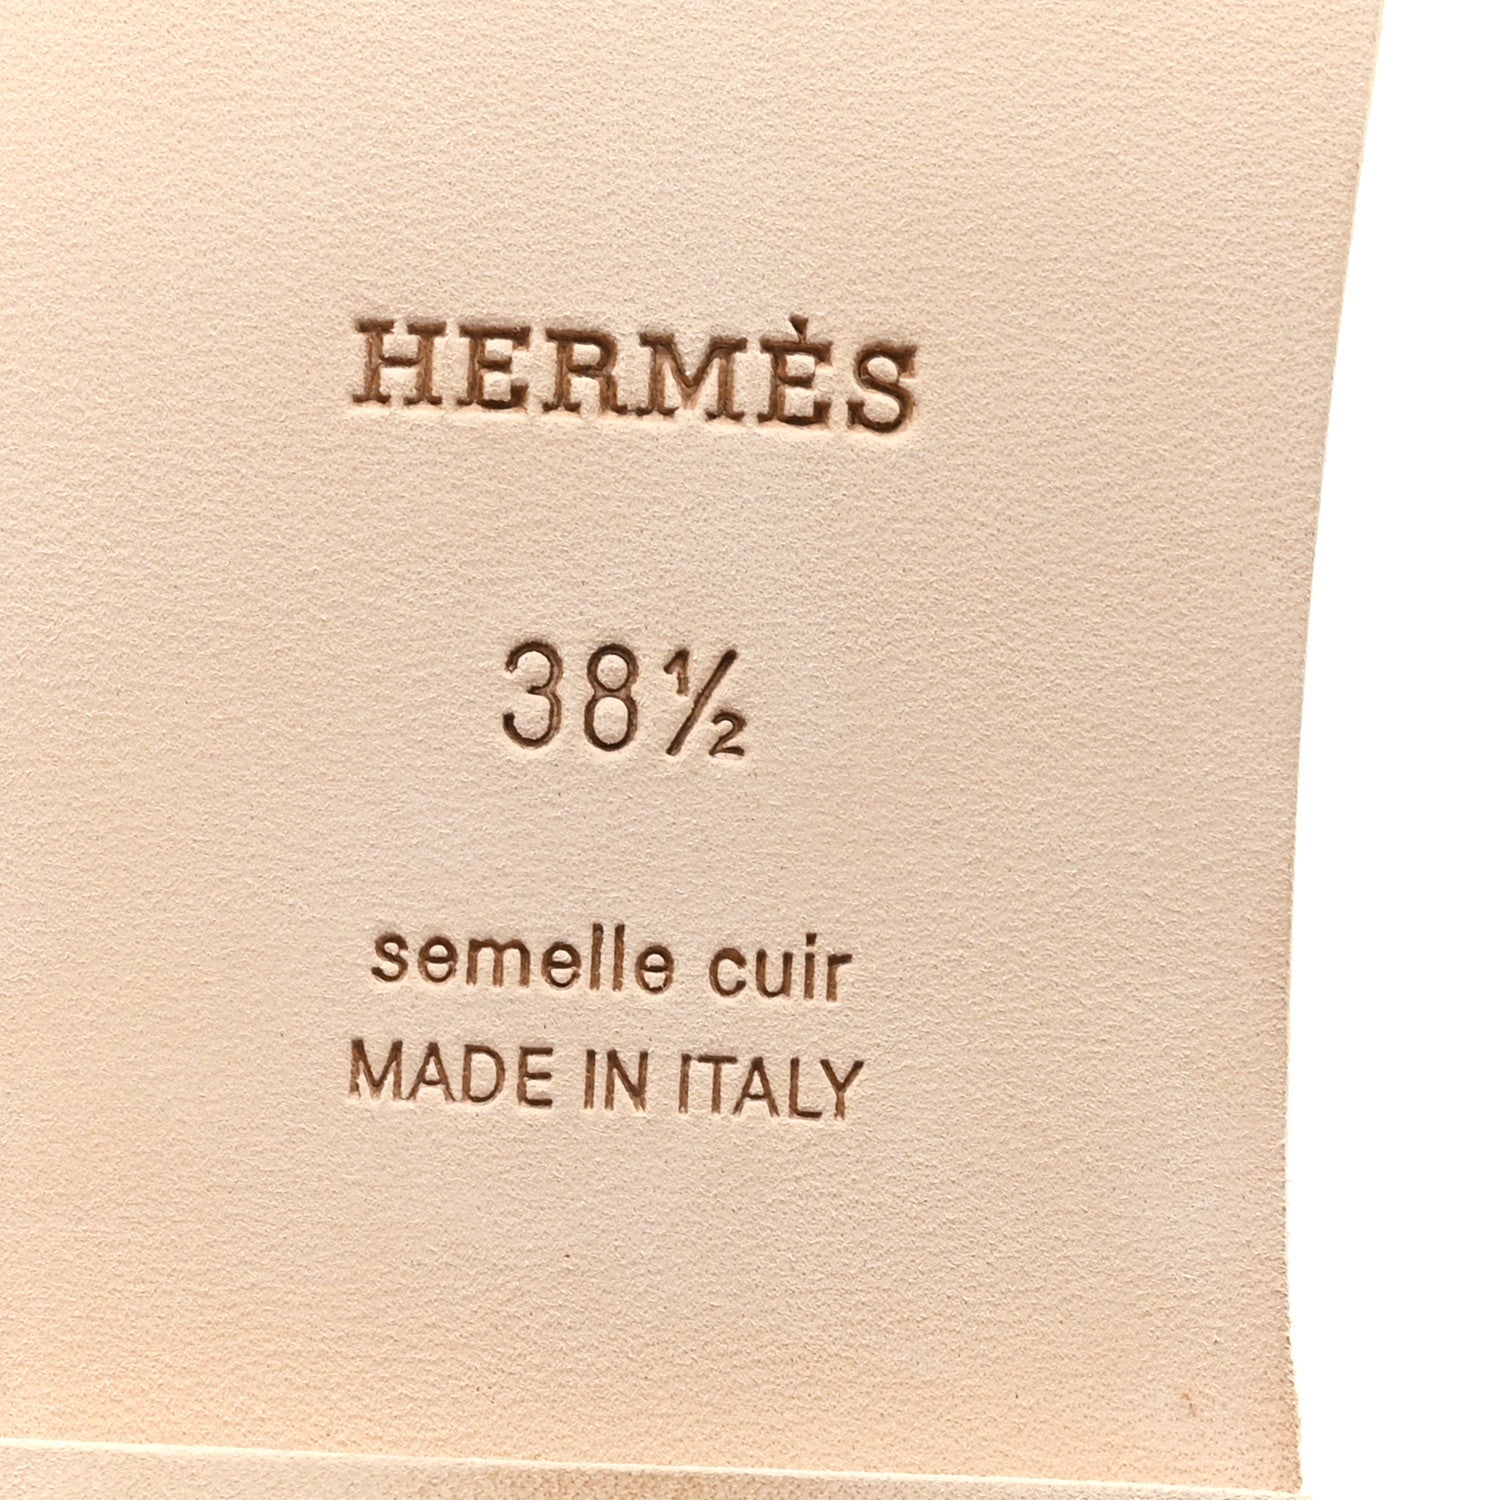 HERMÈS
38½
semelle cuir
MADE IN ITALY